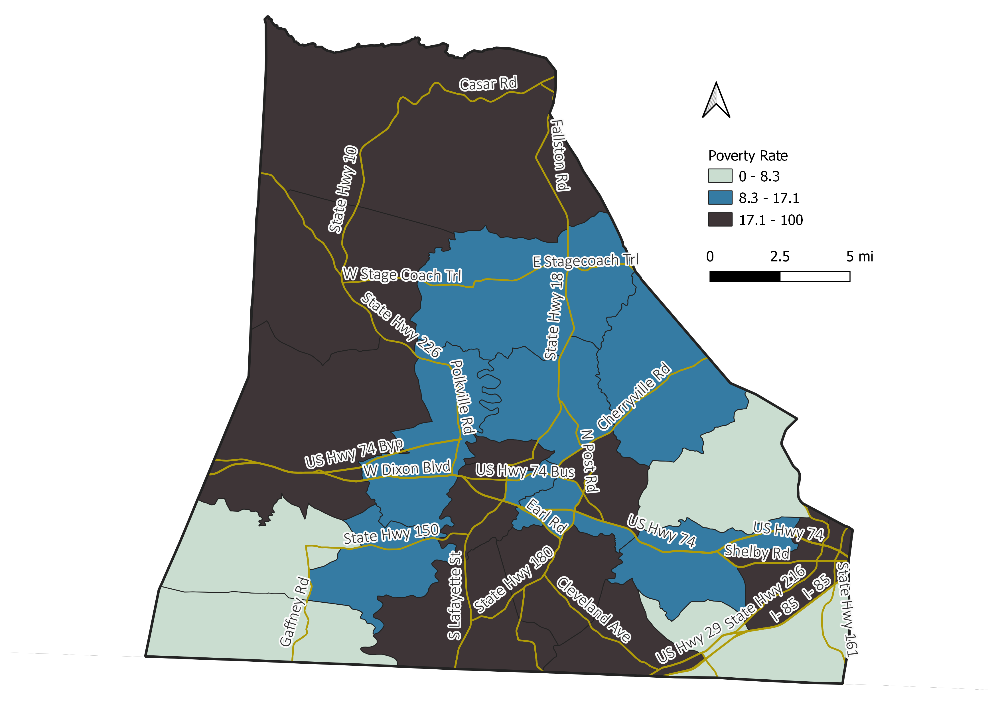 Casar Rd
Fallston Rd
State Hwy 10
Poverty Rate
0 - 8.3
8.3 - 17.1
17.1 - 100
0 2.5 5 mi
E Stagecoach Trl
W Stage Coach Trl
State Hwy 18
State Hwy 226
Polkville Rd
Cherryville Rd
N Post Rd
US Hwy 74 Byp
W Dixon Blvd
US Hwy 74 Bus
Earl Rd
US Hwy 74
US Hwy 74
State Hwy 150
Shelby Rd
S Lafayette St
State Hwy 180
Cleveland Ave
Gaffney Rd
State Hwy 216
I- 85
I- 85
US Hwy 29
State Hwy 161